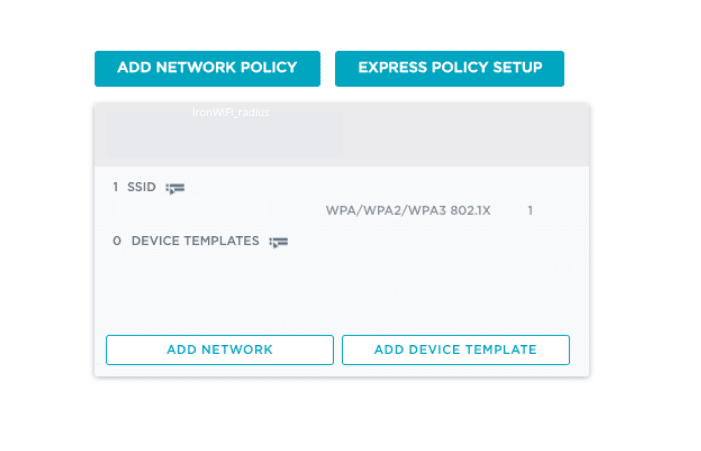 ADD NETWORK POLICY EXPRESS POLICY SETUP
IronWiFi_radius
1 SSID
WPA/WPA2/WPA3 802.1X 1
0 DEVICE TEMPLATES
ADD NETWORK ADD DEVICE TEMPLATE